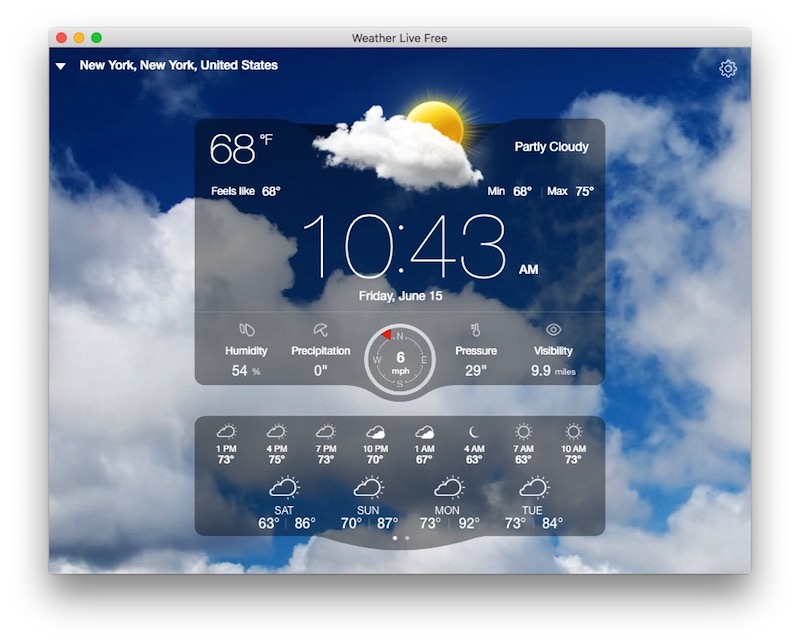 Weather Live Free
New York, New York, United States
68 °F
Partly Cloudy
Feels like 68°
Min 68° Max 75°
10:43 AM
Friday, June 15
Humidity
54 %
Precipitation
0"
N
W E
S
6
mph
Pressure
29"
Visibility
9.9 miles
1 PM 4 PM 7 PM 10 PM 1 AM 4 AM 7 AM 10 AM
73° 75° 73° 70° 67° 63° 63° 73°
SAT SUN MON TUE
63° 86° 70° 87° 73° 92° 73° 84°